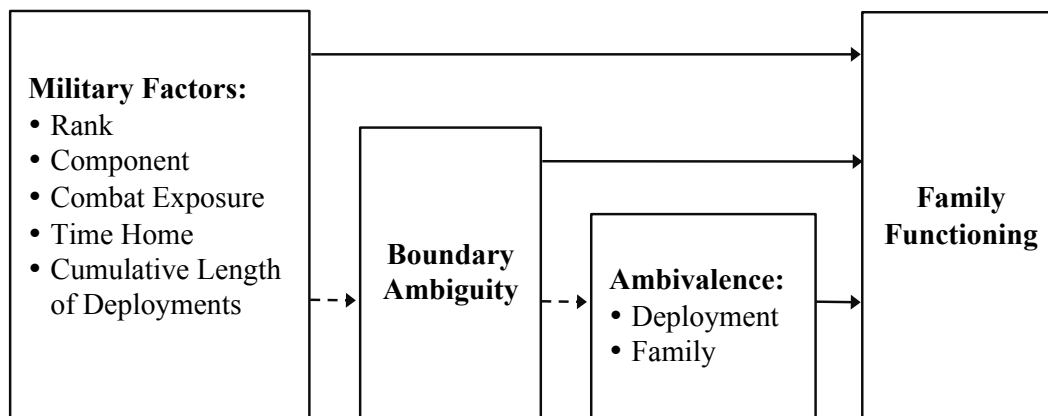 Military Factors:
• Rank
• Component
• Combat Exposure
• Time Home
• Cumulative Length
of Deployments
Boundary
Ambiguity
Ambivalence:
• Deployment
• Family
Family
Functioning